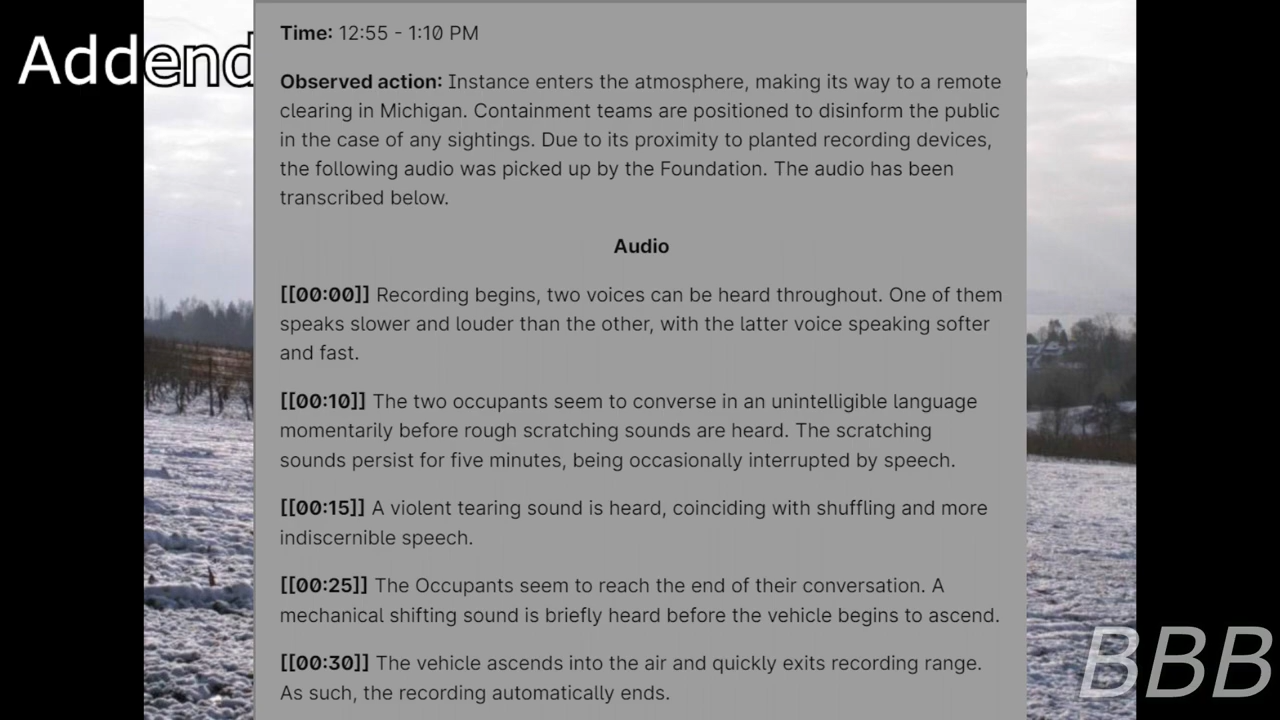 Addend
Time: 12:55 - 1:10 PM
Observed action: Instance enters the atmosphere, making its way to a remote
clearing in Michigan. Containment teams are positioned to disinform the public
in the case of any sightings. Due to its proximity to planted recording devices,
the following audio was picked up by the Foundation. The audio has been
transcribed below.
Audio
[[00:00]] Recording begins, two voices can be heard throughout. One of them
speaks slower and louder than the other, with the latter voice speaking softer
and fast.
[[00:10]] The two occupants seem to converse in an unintelligible language
momentarily before rough scratching sounds are heard. The scratching
sounds persist for five minutes, being occasionally interrupted by speech.
[[00:15]] A violent tearing sound is heard, coinciding with shuffling and more
indiscernible speech.
[[00:25]] The Occupants seem to reach the end of their conversation. A
mechanical shifting sound is briefly heard before the vehicle begins to ascend.
[[00:30]] The vehicle ascends into the air and quickly exits recording range.
As such, the recording automatically ends.
BBB